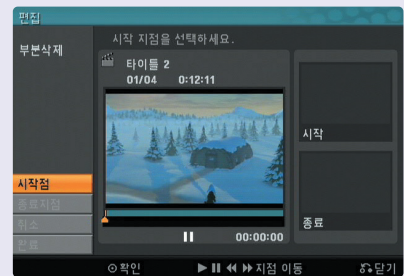 편집
부분삭제
시작 지점을 선택하세요.
타이틀 2
01/04 0:12:11
시작
시작점
종료지점
취소
완료
종료
00:00:00
⊙확인 ▶ ⏸ ◀◀ ▶▶ 지점 이동 닫기